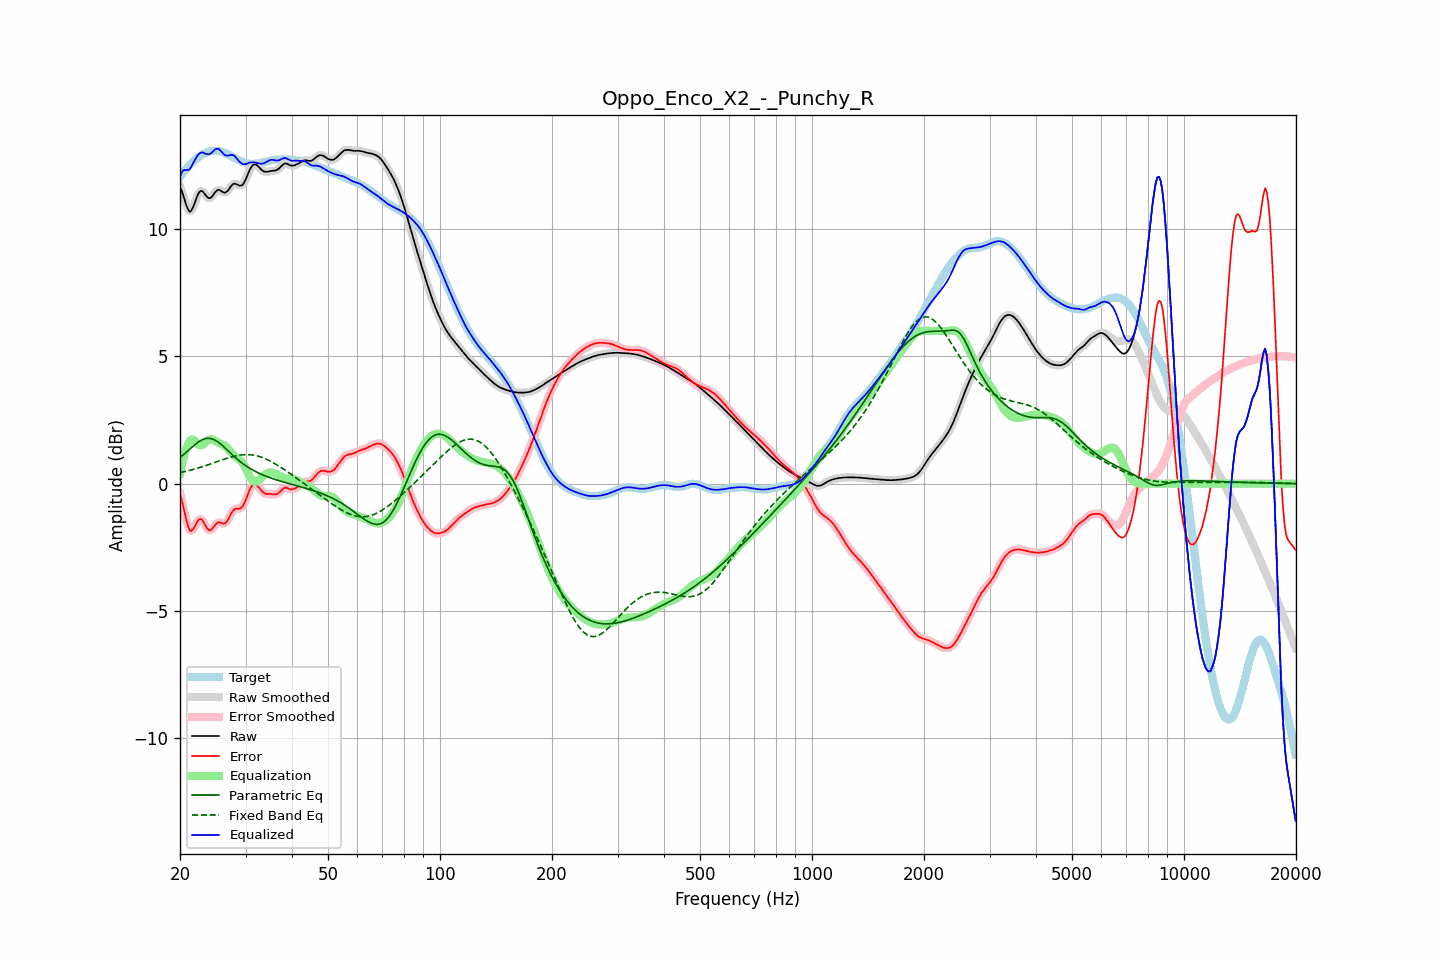 Oppo_Enco_X2_-_Punchy_R
Amplitude (dBr)
10
5
0
−5
−10
Target
Raw Smoothed
Error Smoothed
Raw
Error
Equalization
Parametric Eq
Fixed Band Eq
Equalized
20 50 100 200 500 1000 2000 5000 10000 20000
Frequency (Hz)